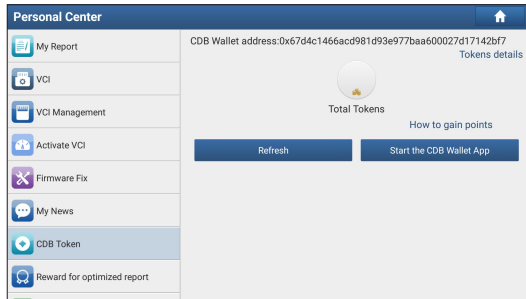 Personal Center
My Report
VCI
VCI Management
Activate VCI
Firmware Fix
My News
CDB Token
Reward for optimized report
CDB Wallet address:0x67d4c1466acd981d93e977baa600027d17142bf7
Tokens details
Total Tokens
How to gain points
Refresh
Start the CDB Wallet App